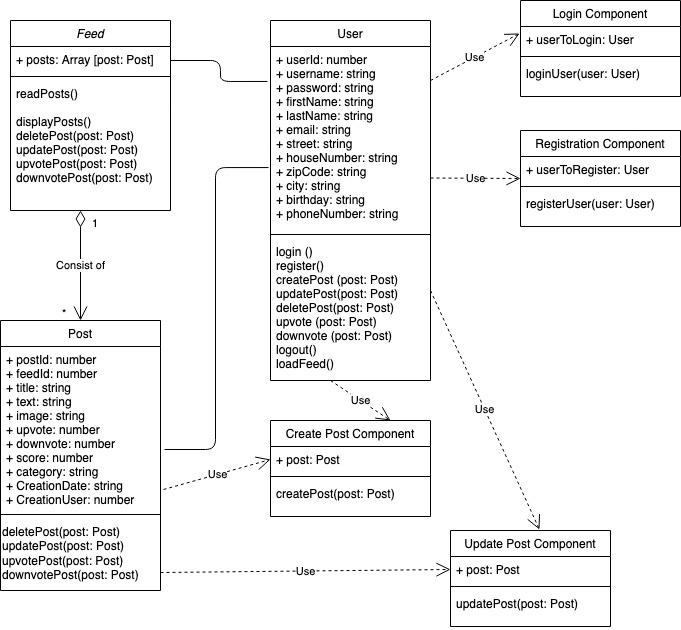 Feed
+ posts: Array [post: Post]
readPosts()
displayPosts()
deletePost(post: Post)
updatePost(post: Post)
upvotePost(post: Post)
downvotePost(post: Post)
1
Consist of
*
Post
+ postId: number
+ feedId: number
+ title: string
+ text: string
+ image: string
+ upvote: number
+ downvote: number
+ score: number
+ category: string
+ CreationDate: string
+ CreationUser: number
deletePost(post: Post)
updatePost(post: Post)
upvotePost(post: Post)
downvotePost(post: Post)
User
+ userId: number
+ username: string
+ password: string
+ firstName: string
+ lastName: string
+ email: string
+ street: string
+ houseNumber: string
+ zipCode: string
+ city: string
+ birthday: string
+ phoneNumber: string
login ()
register()
createPost (post: Post)
updatePost(post: Post)
deletePost(post: Post)
upvote (post: Post)
downvote (post: Post)
logout()
loadFeed()
Use
Use
Use
Use
Use
Use
Login Component
+ userToLogin: User
loginUser(user: User)
Registration Component
+ userToRegister: User
registerUser(user: User)
Create Post Component
+ post: Post
createPost(post: Post)
Update Post Component
+ post: Post
updatePost(post: Post)